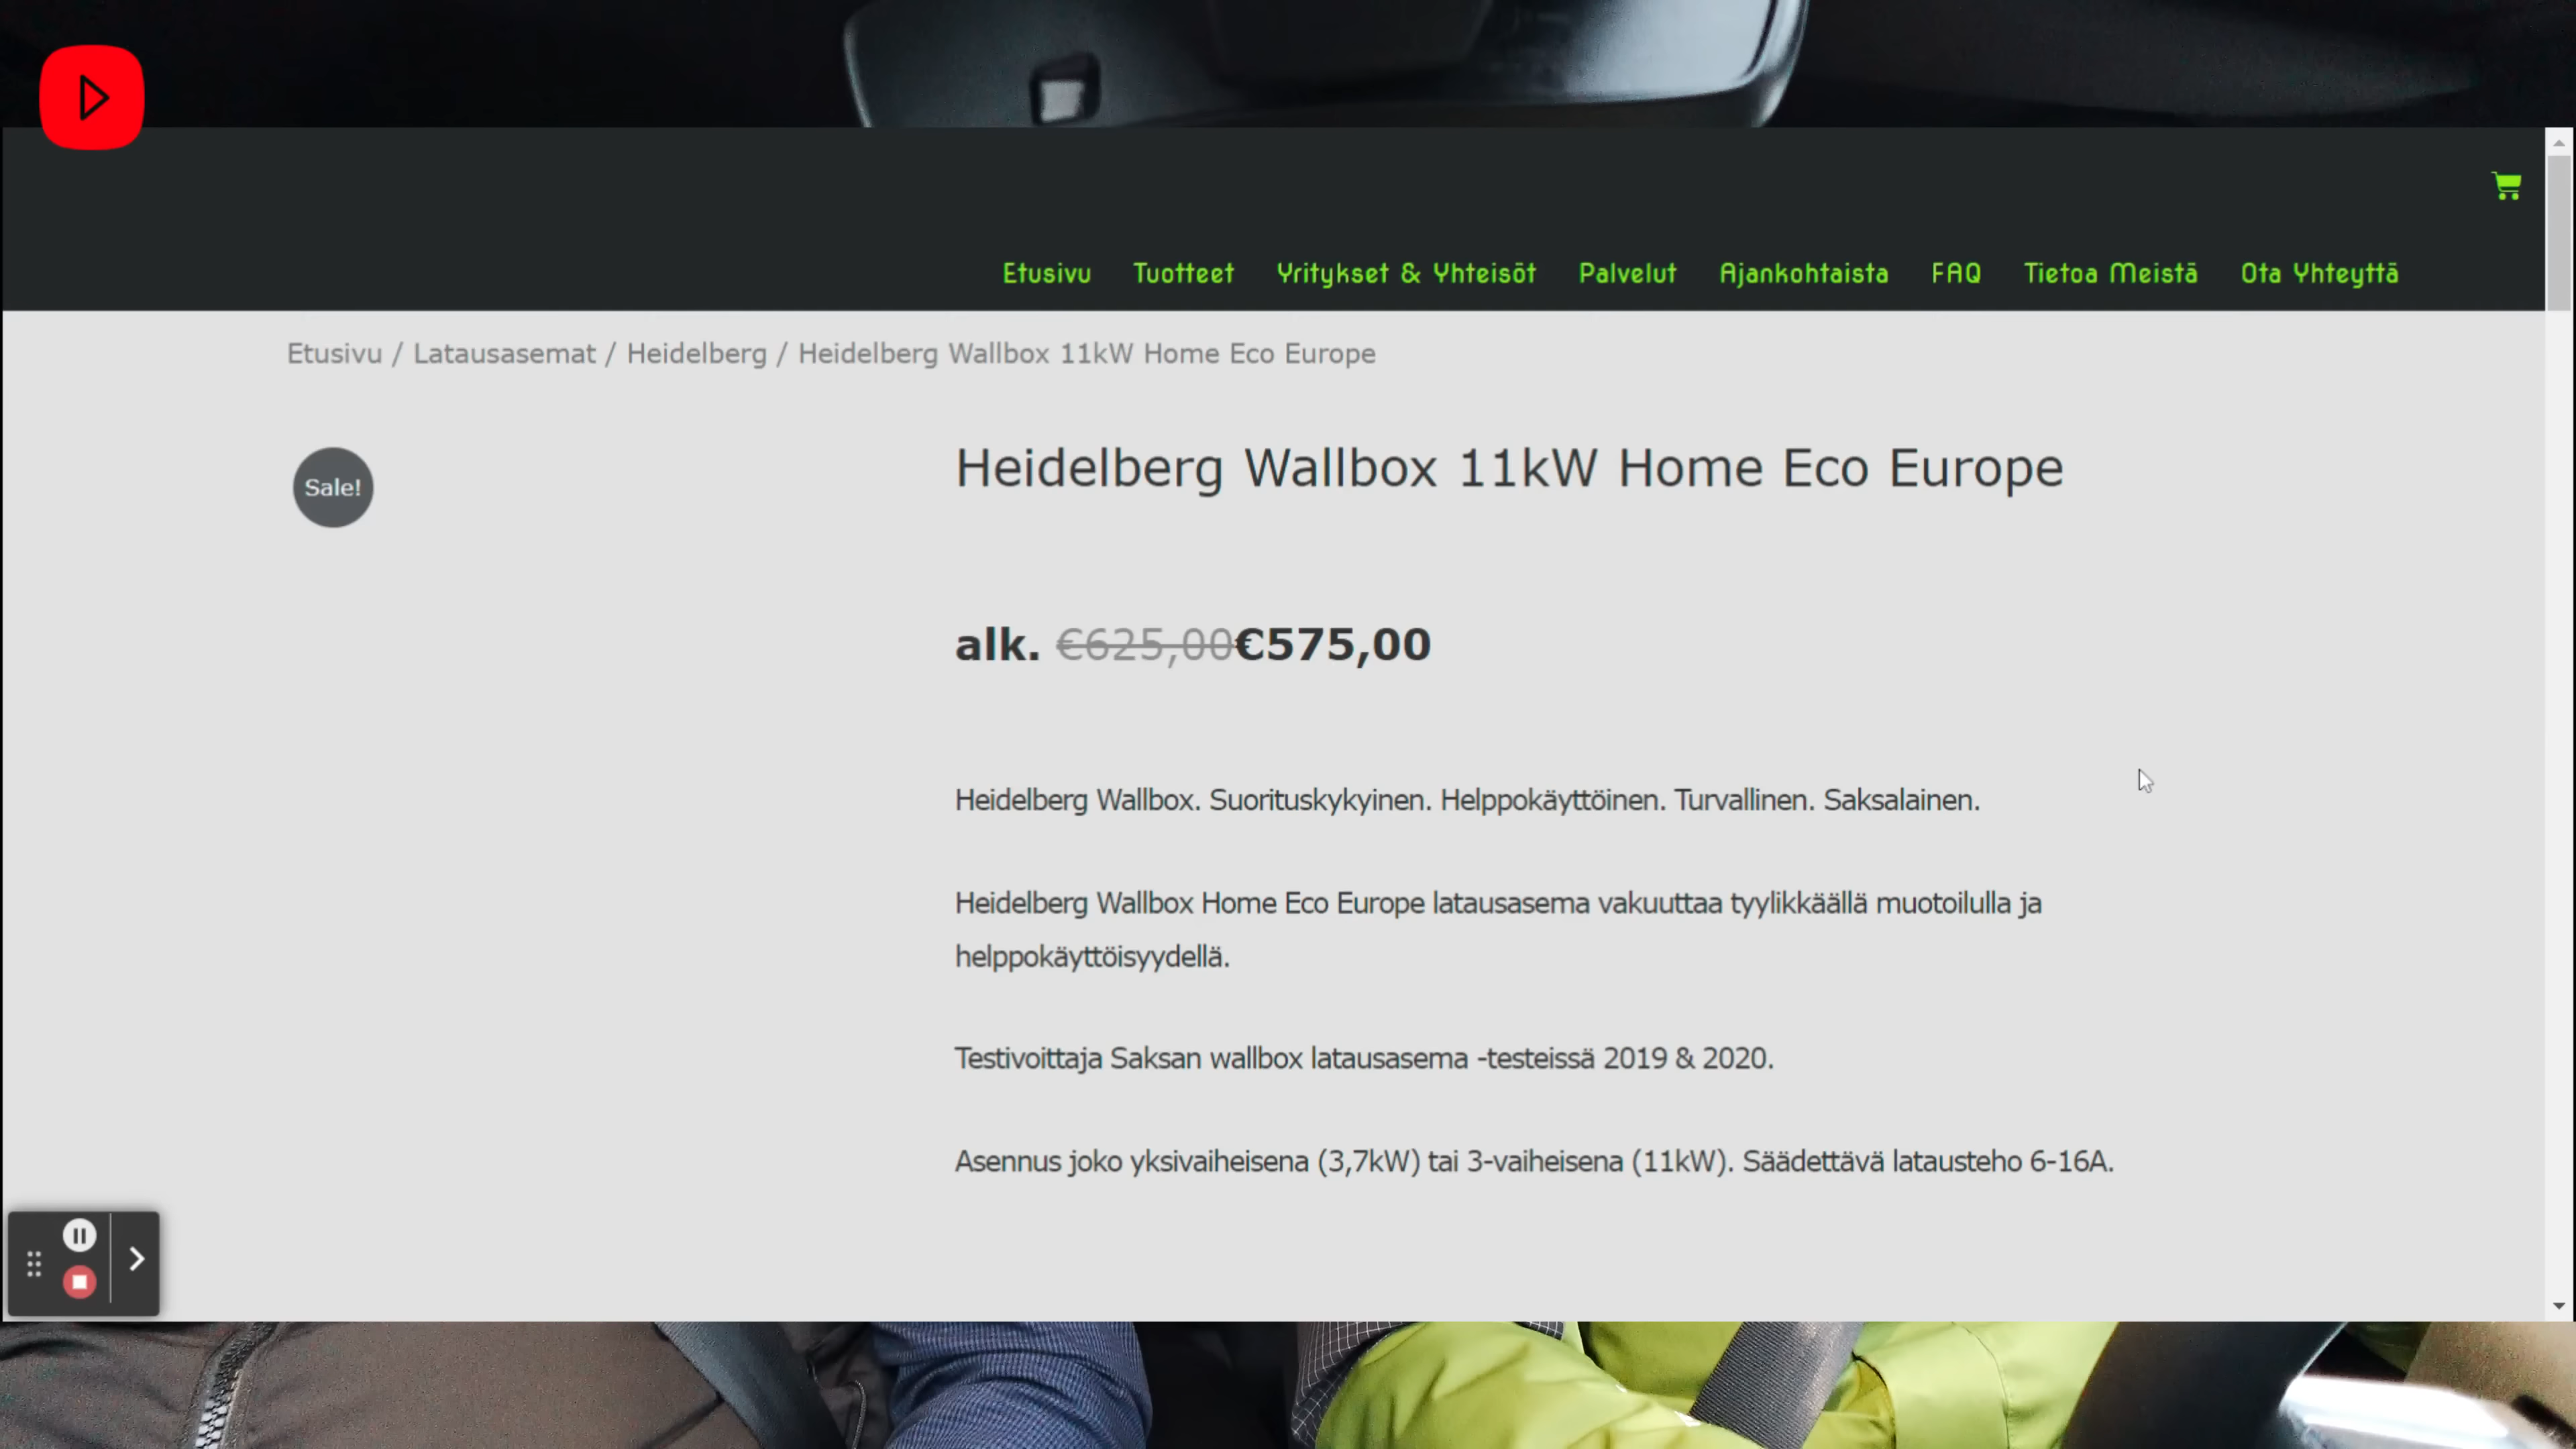 Etusivu Tuotteet Yritykset & Yhteisöt Palvelut Ajankohtaista FAQ Tietoa Meistä Ota Yhteyttä
Etusivu / Latausasemat / Heidelberg / Heidelberg Wallbox 11kW Home Eco Europe
Sale!
Heidelberg Wallbox 11kW Home Eco Europe
alk. €625,00€575,00
Heidelberg Wallbox. Suorituskykyinen. Helppokäyttöinen. Turvallinen. Saksalainen.
Heidelberg Wallbox Home Eco Europe latausasema vakuuttaa tyylikkäällä muotoilulla ja
helppokäyttöisyydellä.
Testivoittaja Saksan wallbox latausasema -testeissä 2019 & 2020.
Asennus joko yksivaiheisena (3,7kW) tai 3-vaiheisena (11kW). Säädettävä latausteho 6-16A.